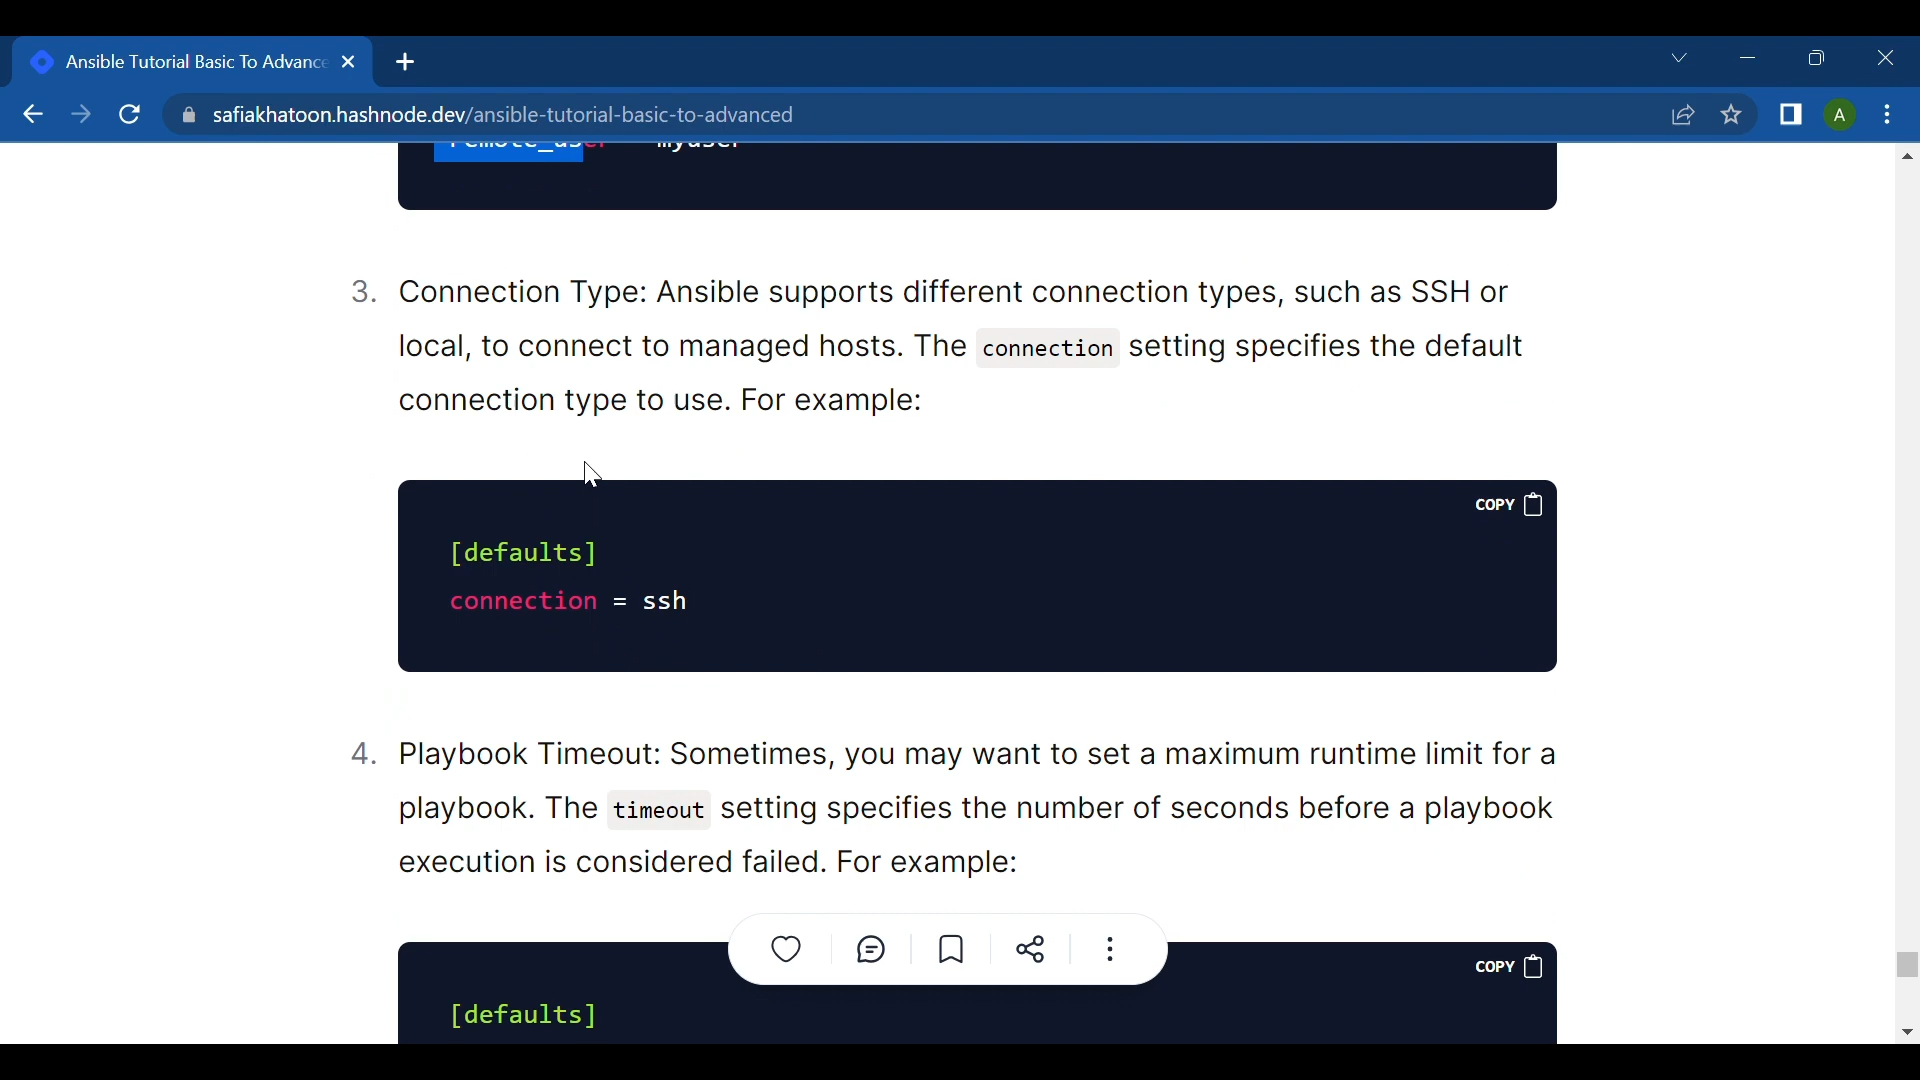 Ansible Tutorial Basic To Advance
safiakhatoon.hashnode.dev/ansible-tutorial-basic-to-advanced
A
remote_user = myuser
3. Connection Type: Ansible supports different connection types, such as SSH or
local, to connect to managed hosts. The connection setting specifies the default
connection type to use. For example:
COPY
[defaults]
connection = ssh
4. Playbook Timeout: Sometimes, you may want to set a maximum runtime limit for a
playbook. The timeout setting specifies the number of seconds before a playbook
execution is considered failed. For example:
COPY
[defaults]